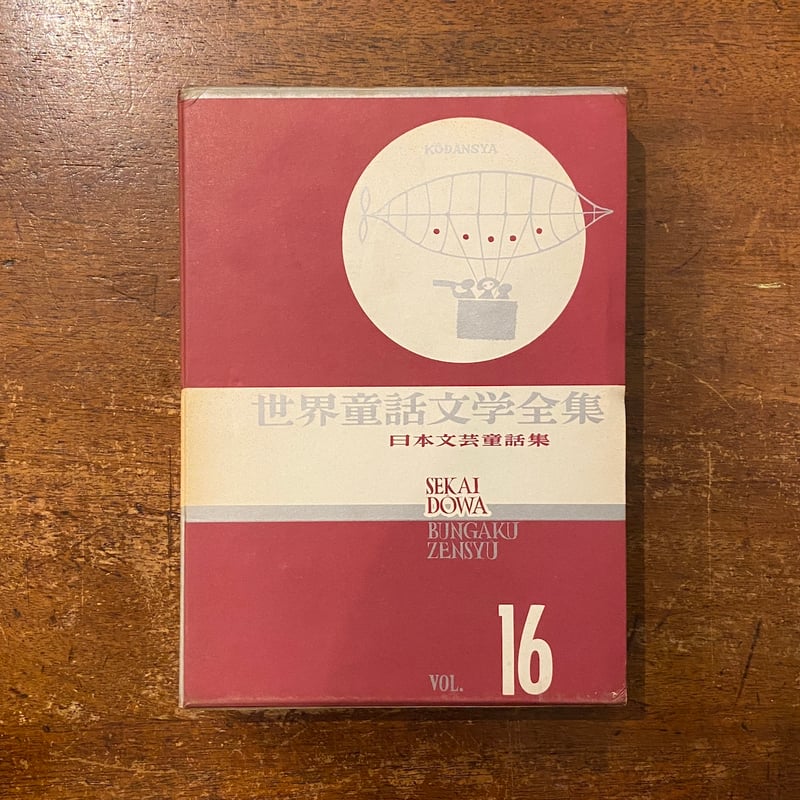 KŌDANSYA
世界童話文学全集
日本文芸童話集
SEKAI
DOWA
BUNGAKU
ZENSYU
VOL. 16